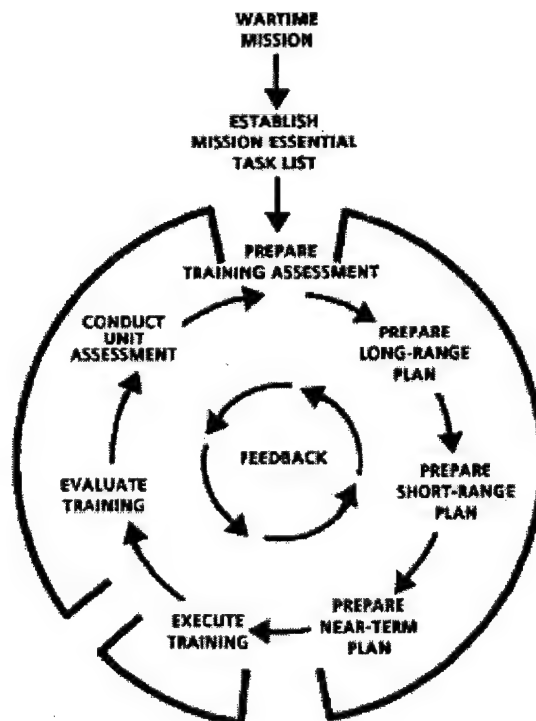 WARTIME
MISSION
ESTABLISH
MISSION ESSENTIAL
TASK LIST
PREPARE
TRAINING ASSESSMENT
CONDUCT
UNIT
ASSESSMENT
PREPARE
LONG-RANGE
PLAN
FEEDBACK
EVALUATE
TRAINING
PREPARE
SHORT-RANGE
PLAN
EXECUTE
TRAINING
PREPARE
NEAR-TERM
PLAN